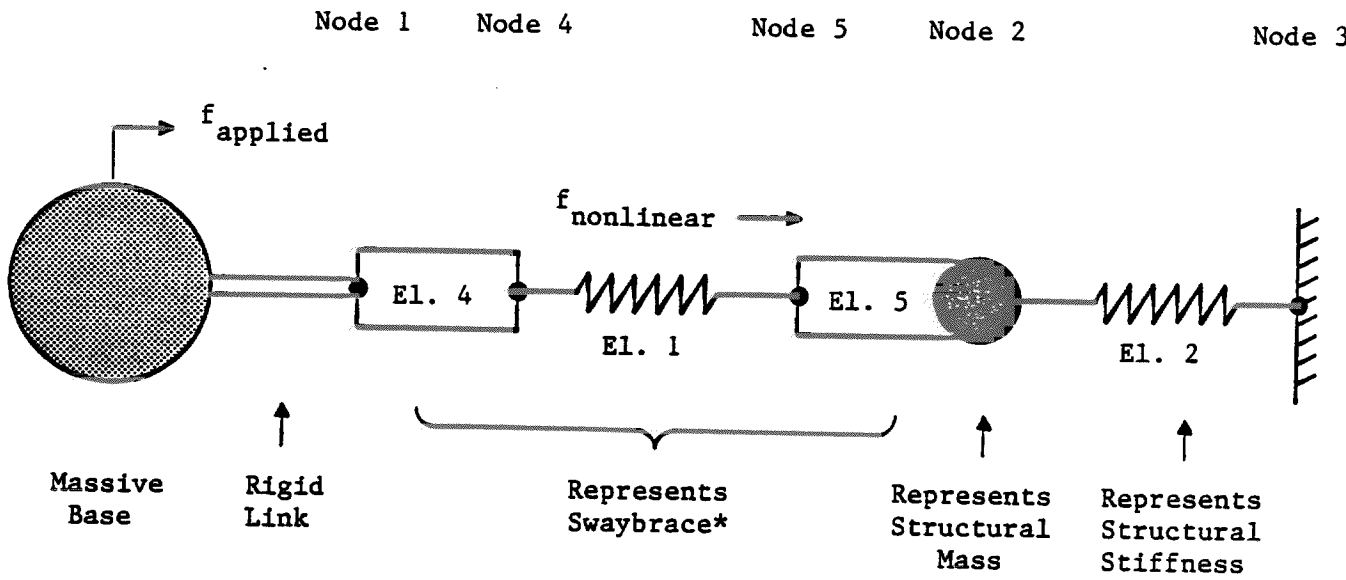 Node 1 Node 4 Node 5 Node 2 Node 3
f applied
f nonlinear
El. 4
El. 1
El. 5
El. 2
Massive
Base
Rigid
Link
Represents
Swaybrace*
Represents
Structural
Mass
Represents
Structural
Stiffness